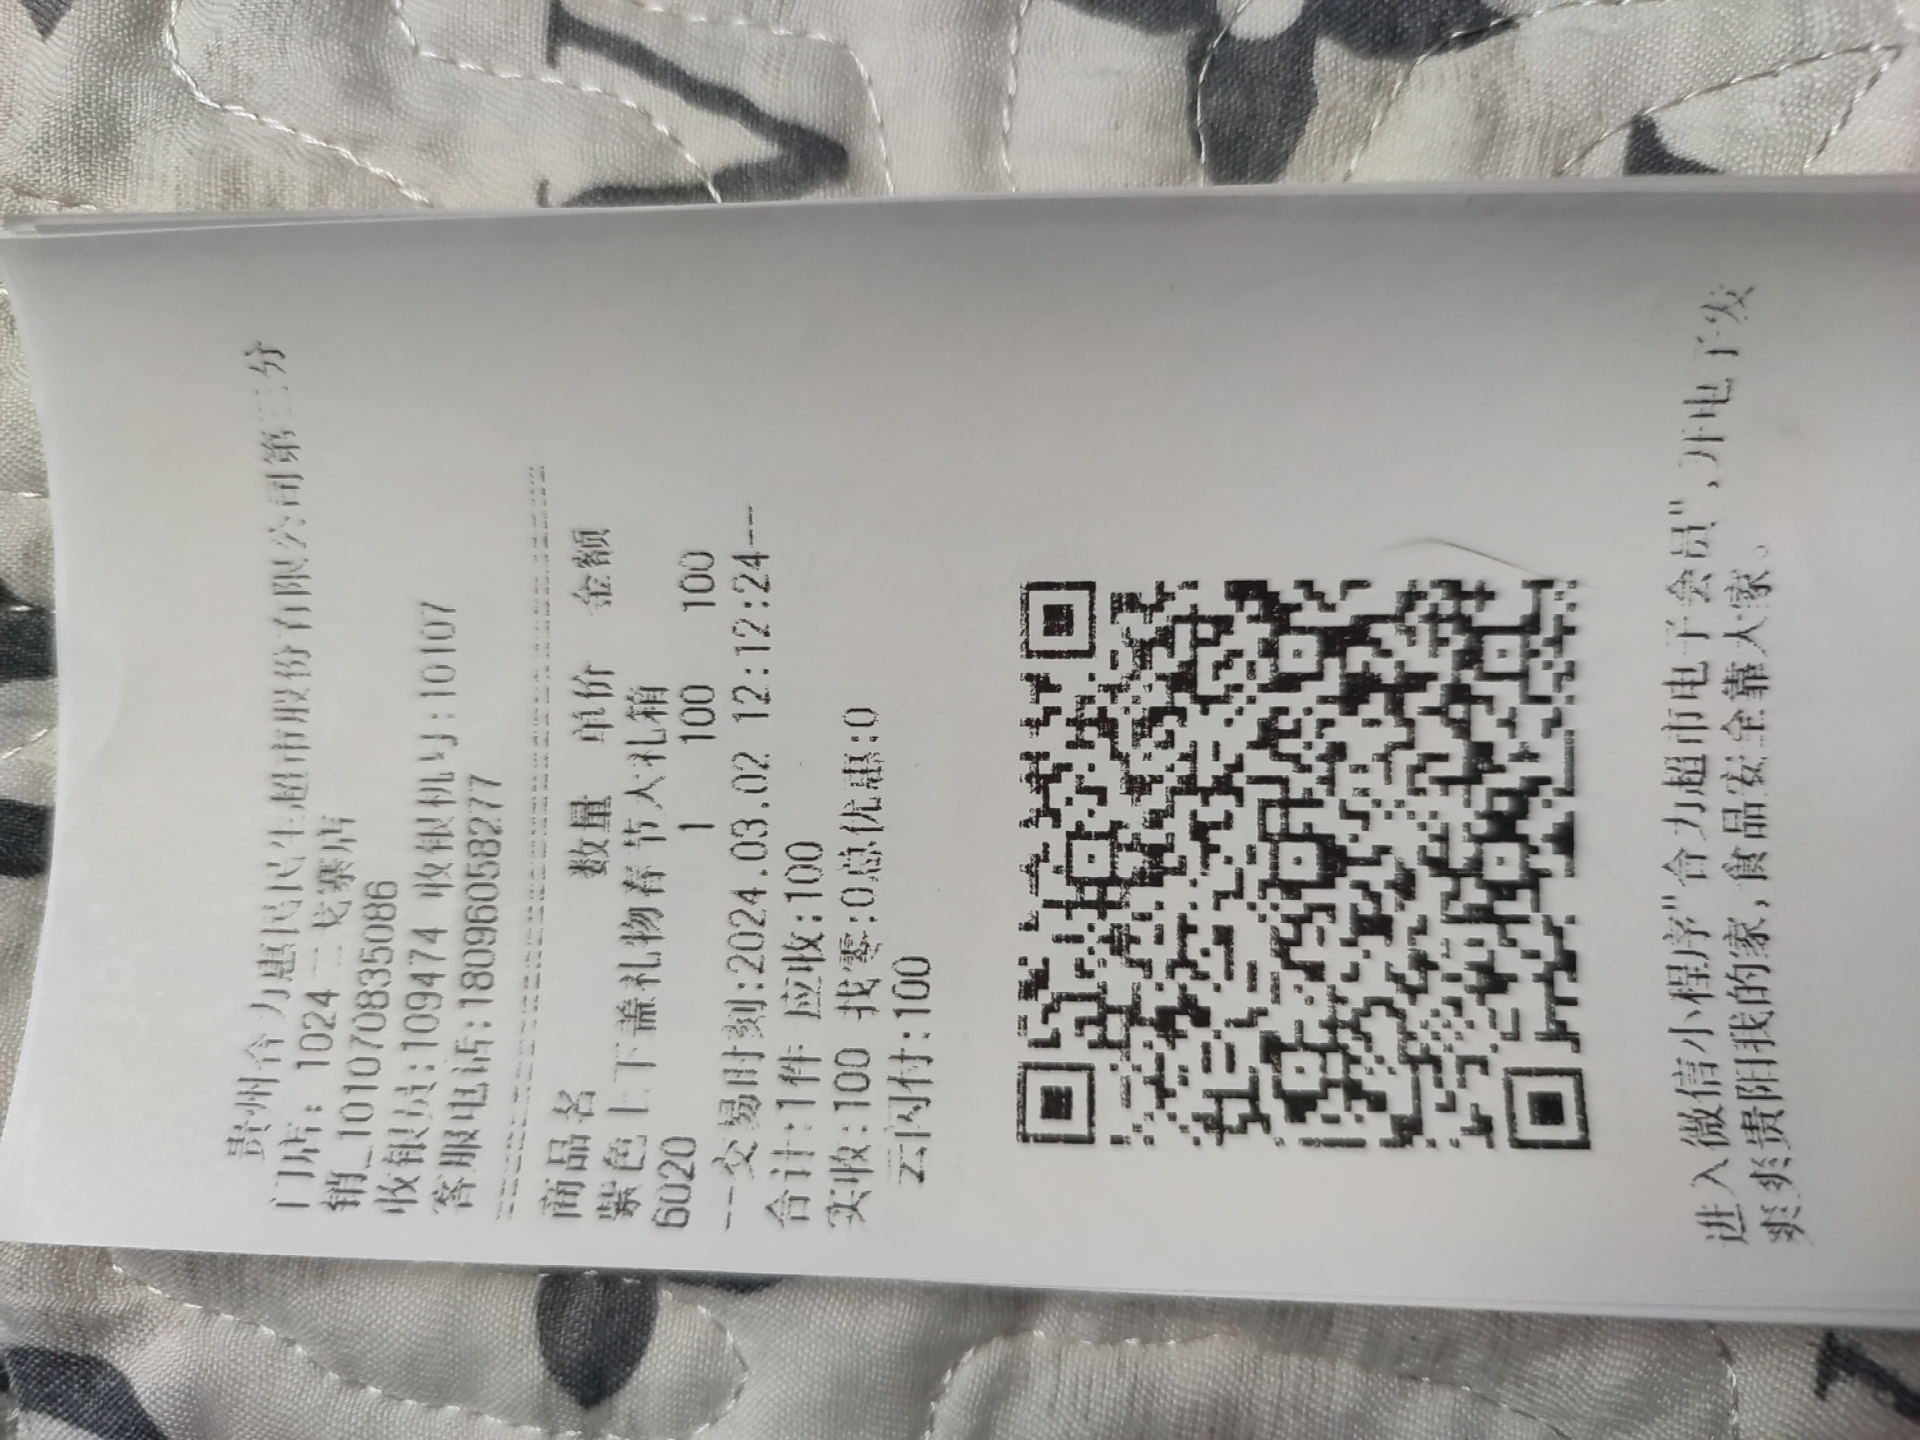 贵州合力惠民民生超市股份有限公司第三分
门店： 1024 二戈寨店
销_101070835086
收银员:109474 收银机号:10107
客服电话:18096058277
商品名 数量 单价 金额
紫色上下盖礼物春节大礼箱
6020 1 100 100
--交易时刻:2024.03.02 12:12:24--
合计:1件 应收:100
实收:100 找零:0总优惠:0
云闪付:100
进入微信小程序"合力超市电子会员",开电子发
爽爽贵阳我的家,食品安全靠大家。